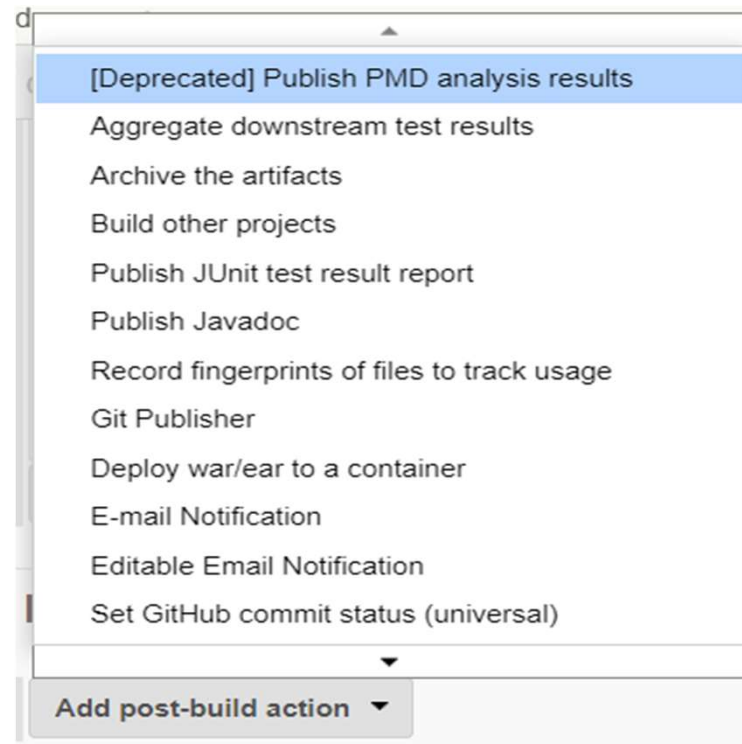 [Deprecated] Publish PMD analysis results
Aggregate downstream test results
Archive the artifacts
Build other projects
Publish JUnit test result report
Publish Javadoc
Record fingerprints of files to track usage
Git Publisher
Deploy war/ear to a container
E-mail Notification
Editable Email Notification
Set GitHub commit status (universal)
Add post-build action